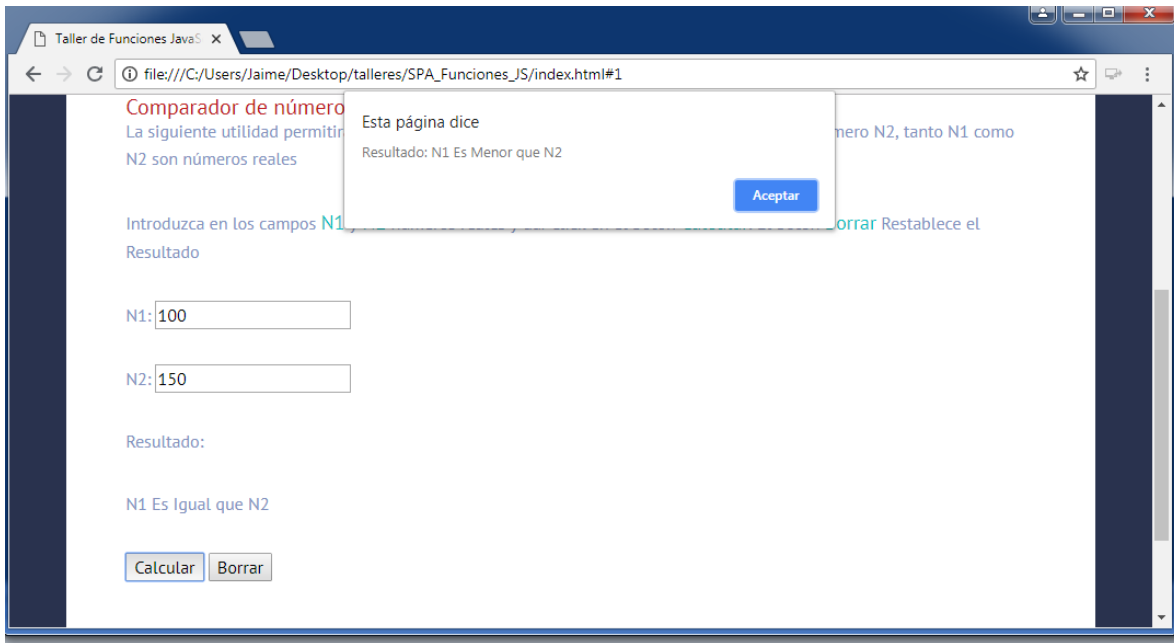 Taller de Funciones JavaS
file:///C:/Users/Jaime/Desktop/talleres/SPA_Funciones_JS/index.html#1
Comparador de número
Esta página dice
La siguiente utilidad permitir mero N2, tanto N1 como
Resultado: N1 Es Menor que N2
N2 son números reales
Aceptar
Introduzca en los campos N1 Borrar Restablece el
Resultado
N1: 100
N2: 150
Resultado:
N1 Es Igual que N2
Calcular Borrar